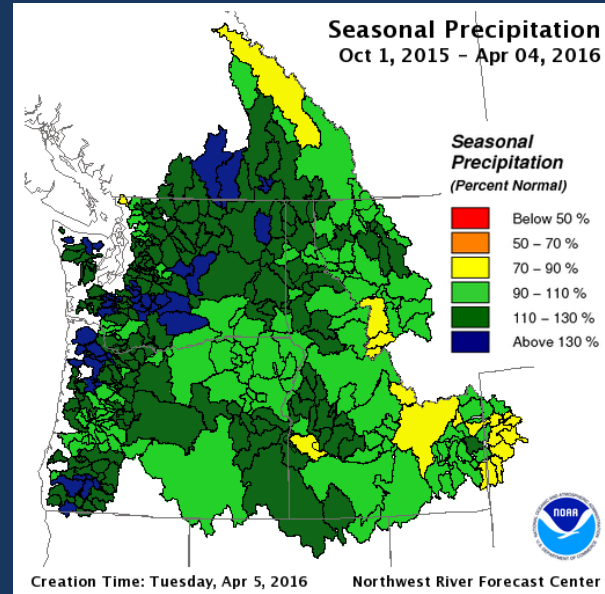 Seasonal Precipitation
Oct 1, 2015 – Apr 04, 2016
Seasonal
Precipitation
(Percent Normal)
Below 50 %
50 – 70 %
70 – 90 %
90 – 110 %
110 – 130 %
Above 130 %
NOAA
Creation Time: Tuesday, Apr 5, 2016 Northwest River Forecast Center